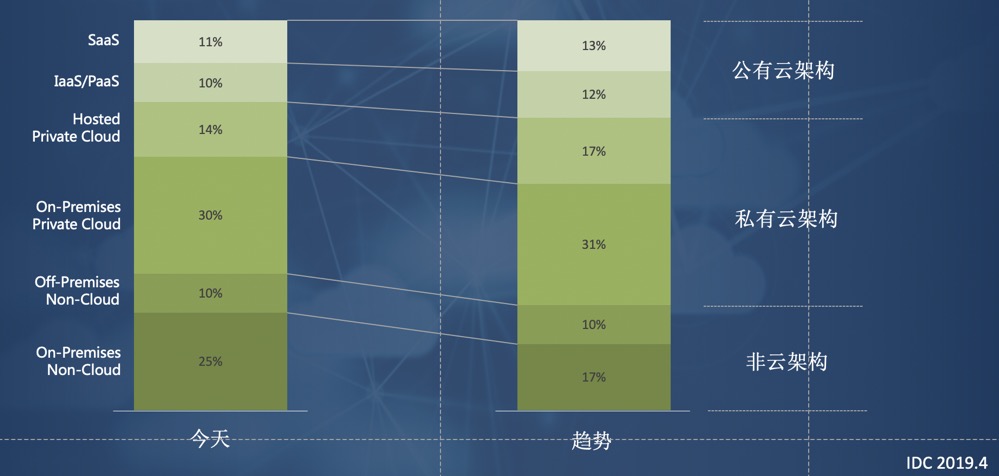 SaaS
11%
13%
公有云架构
IaaS/PaaS
10%
12%
Hosted
Private Cloud
14%
17%
On-Premises
Private Cloud
30%
31%
私有云架构
Off-Premises
Non-Cloud
10%
10%
On-Premises
Non-Cloud
25%
17%
非云架构
今天
趋势
IDC 2019.4